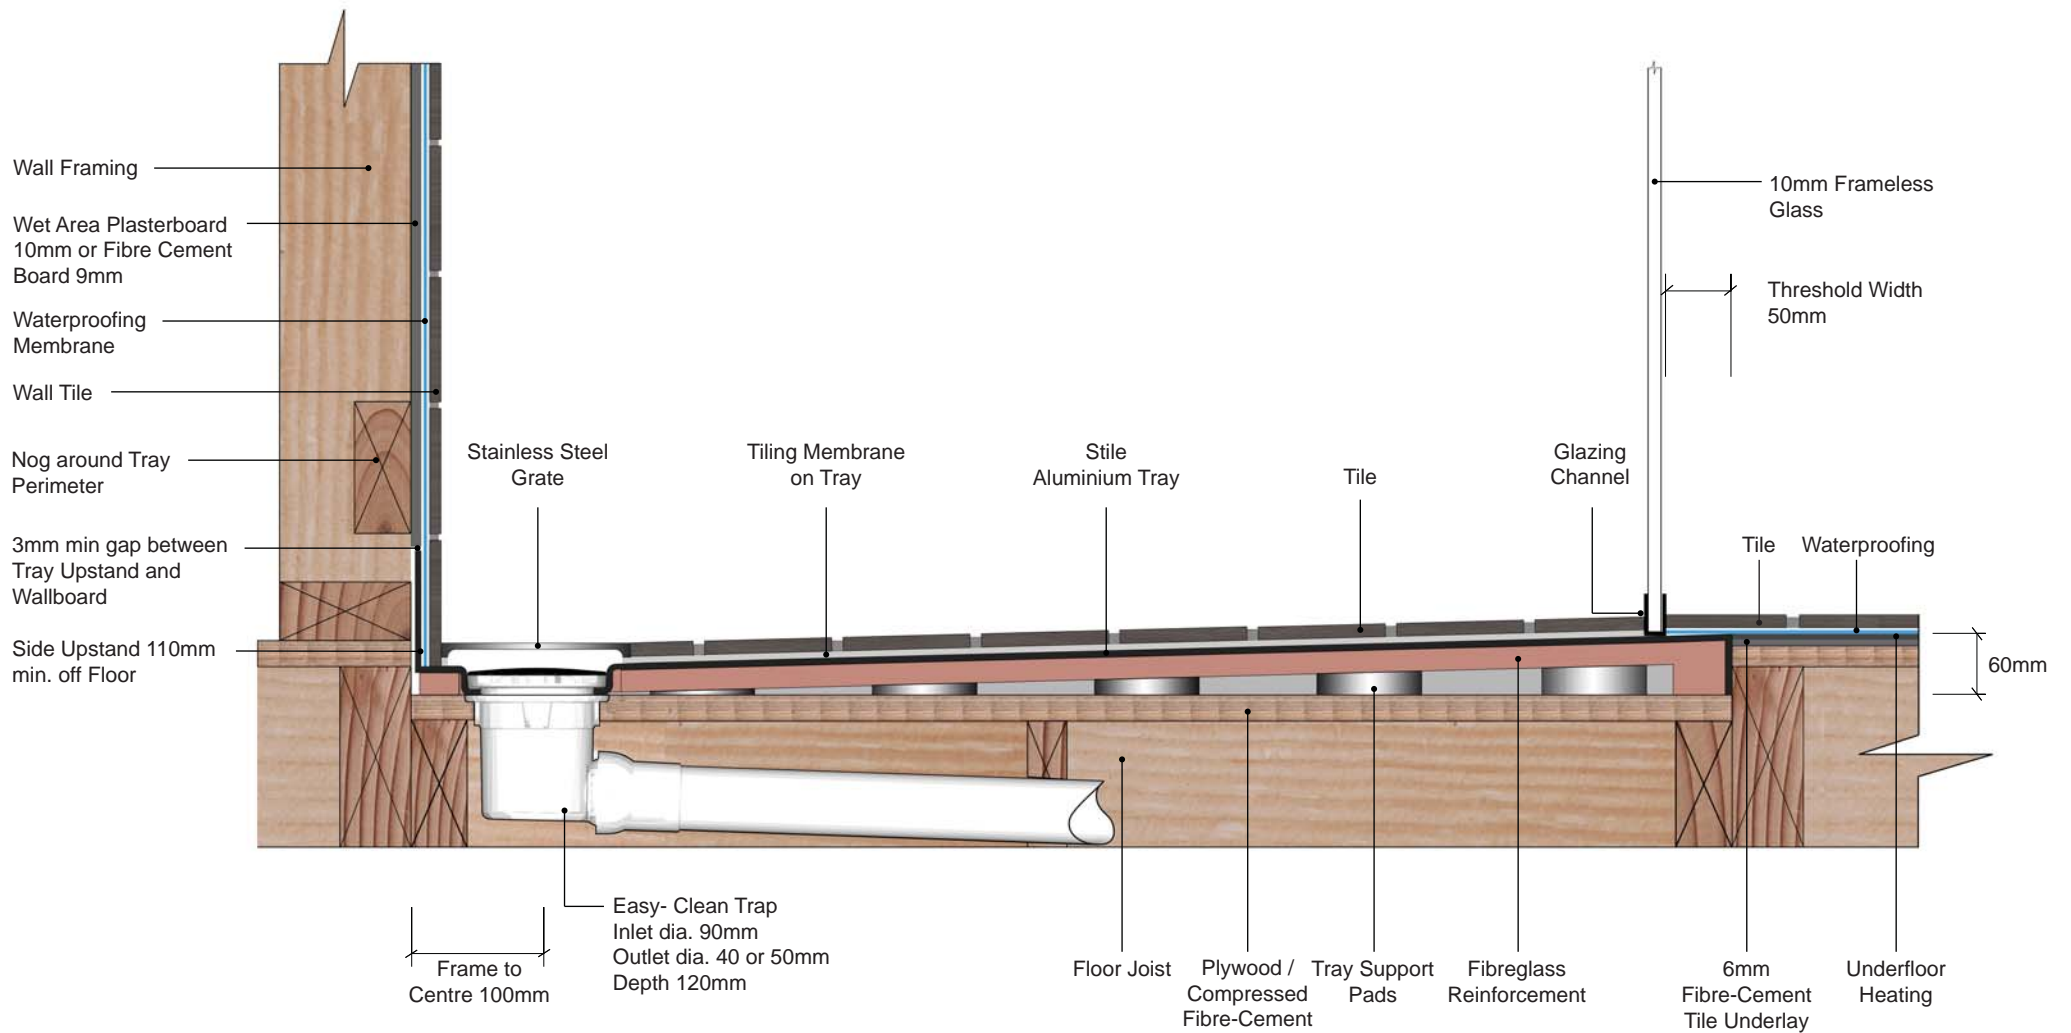 Wall Framing
Wet Area Plasterboard
10mm or Fibre Cement
Board 9mm
Waterproofing
Membrane
Wall Tile
Nog around Tray
Perimeter
3mm min gap between
Tray Upstand and
Wallboard
Side Upstand 110mm
min. off Floor
Stainless Steel
Grate
Tiling Membrane
on Tray
Stile
Aluminium Tray
Tile
Glazing
Channel
10mm Frameless
Glass
Threshold Width
50mm
Tile
Waterproofing
60mm
Frame to
Centre 100mm
Easy- Clean Trap
Inlet dia. 90mm
Outlet dia. 40 or 50mm
Depth 120mm
Floor Joist
Plywood /
Compressed
Fibre-Cement
Tray Support
Pads
Fibreglass
Reinforcement
6mm
Fibre-Cement
Tile Underlay
Underfloor
Heating